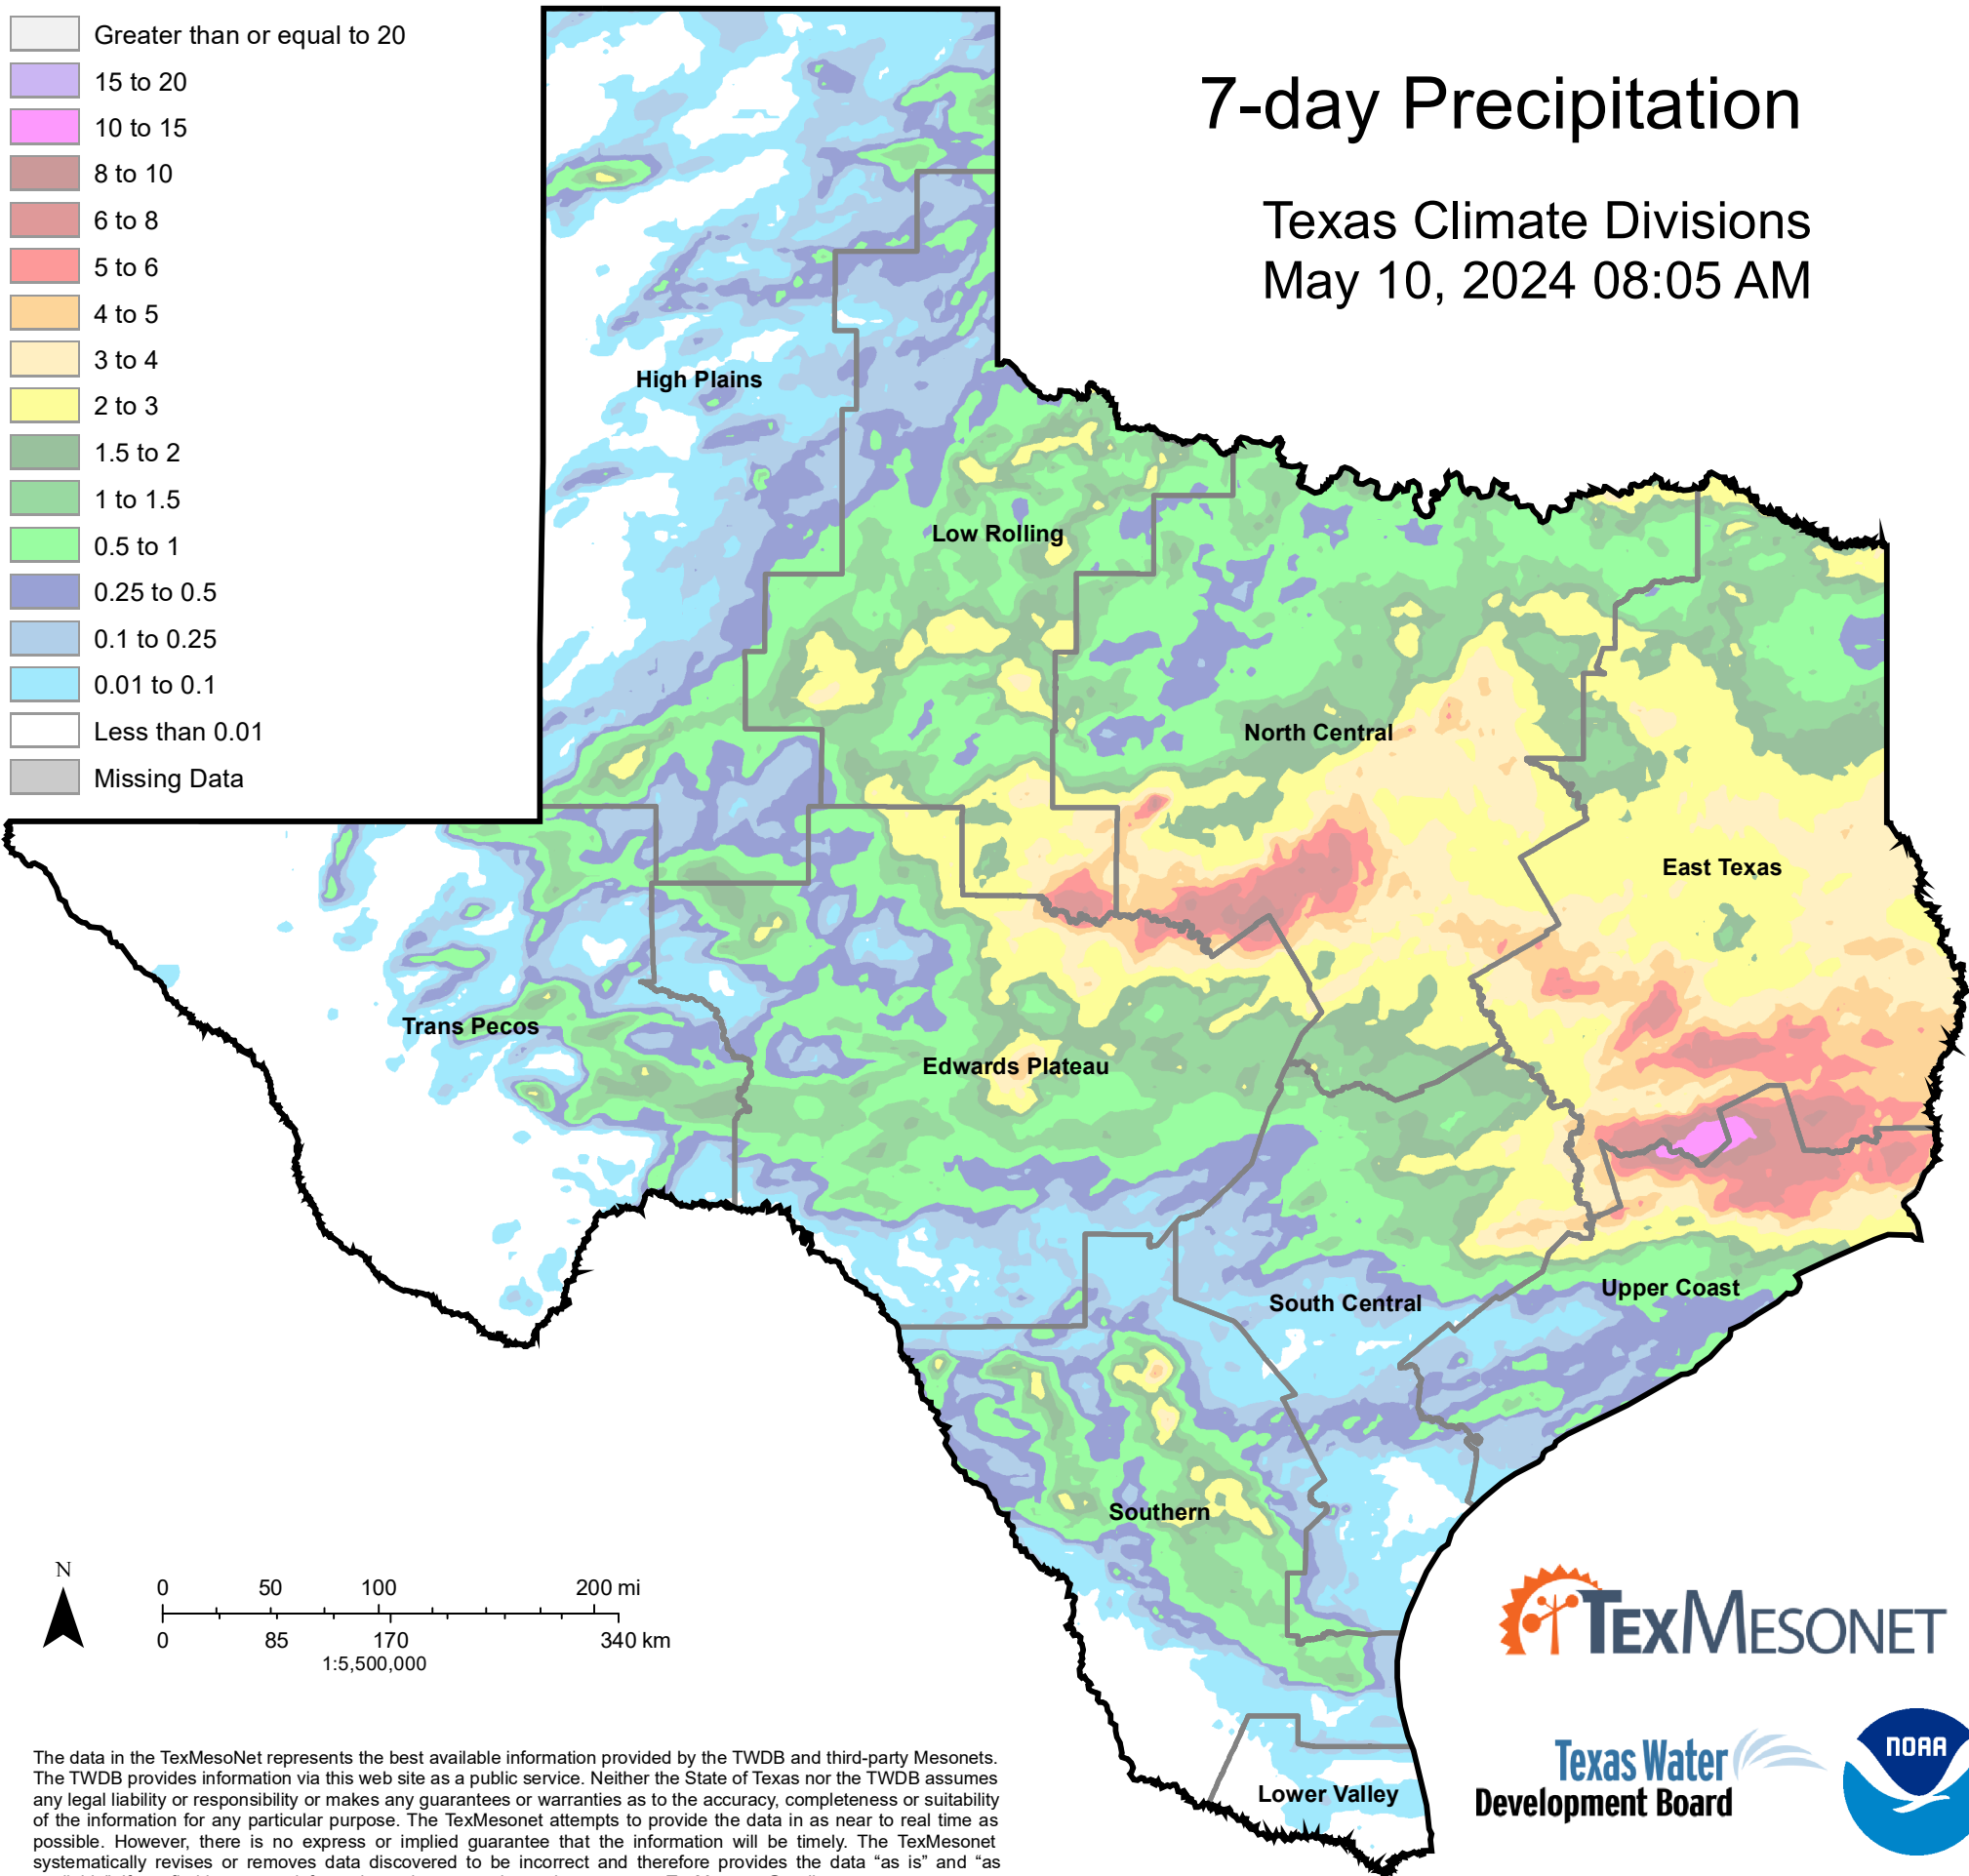 7-day Precipitation
Texas Climate Divisions
May 10, 2024 08:05 AM
Greater than or equal to 20
15 to 20
10 to 15
8 to 10
6 to 8
5 to 6
4 to 5
3 to 4
2 to 3
1.5 to 2
1 to 1.5
0.5 to 1
0.25 to 0.5
0.1 to 0.25
0.01 to 0.1
Less than 0.01
Missing Data
High Plains
Low Rolling
North Central
East Texas
Trans Pecos
Edwards Plateau
South Central
Upper Coast
Southern
Lower Valley
N
0 50 100 200 mi
0 85 170 340 km
1:5,500,000
TEXMESONET
Texas Water
Development Board
NOAA
The data in the TexMesoNet represents the best available information provided by the TWDB and third-party Mesonets.
The TWDB provides information via this web site as a public service. Neither the State of Texas nor the TWDB assumes
any legal liability or responsibility or makes any guarantees or warranties as to the accuracy, completeness or suitability
of the information for any particular purpose. The TexMesonet attempts to provide the data in as near to real time as
possible. However, there is no express or implied guarantee that the information will be timely. The TexMesonet
systematically revises or removes data discovered to be incorrect and therefore provides the data “as is” and “as